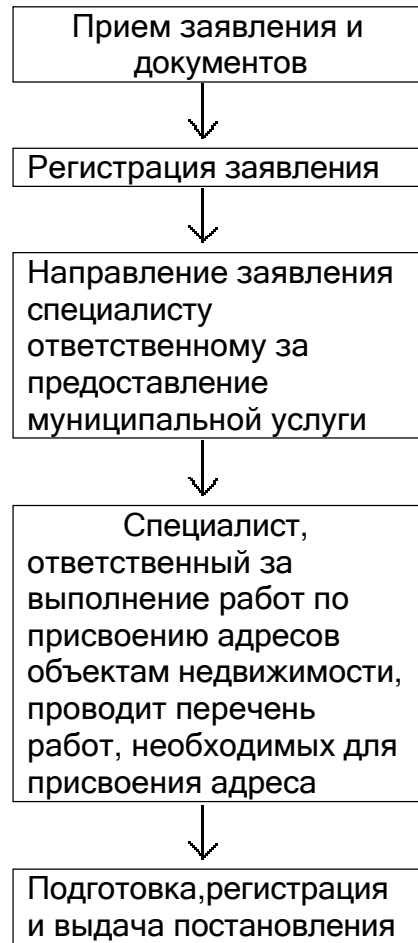 Прием заявления и
документов
Регистрация заявления
Направление заявления
специалисту
ответственному за
предоставление
муниципальной услуги
Специалист,
ответственный за
выполнение работ по
присвоению адресов
объектам недвижимости,
проводит перечень
работ, необходимых для
присвоения адреса
Подготовка,регистрация
и выдача постановления